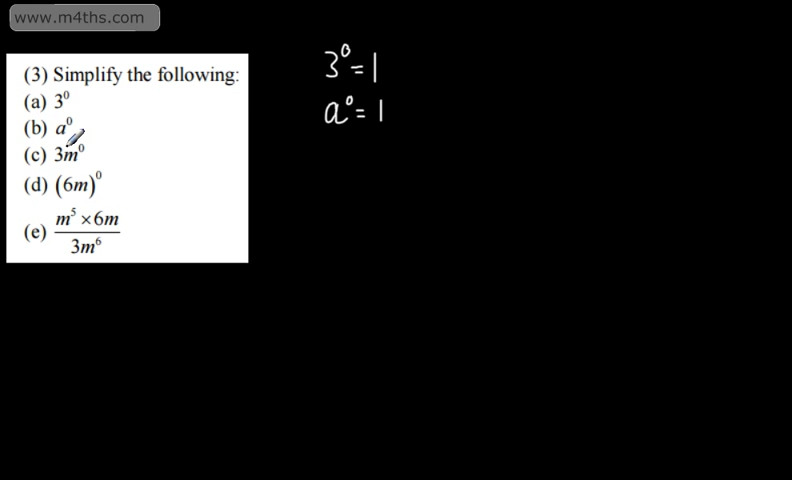 www.m4ths.com
(3) Simplify the following:
(a) 3⁰
(b) a⁰
(c) 3m⁰
(d) (6m)⁰
(e) m⁵ ×6m
3m⁶
3⁰=1
a⁰=1